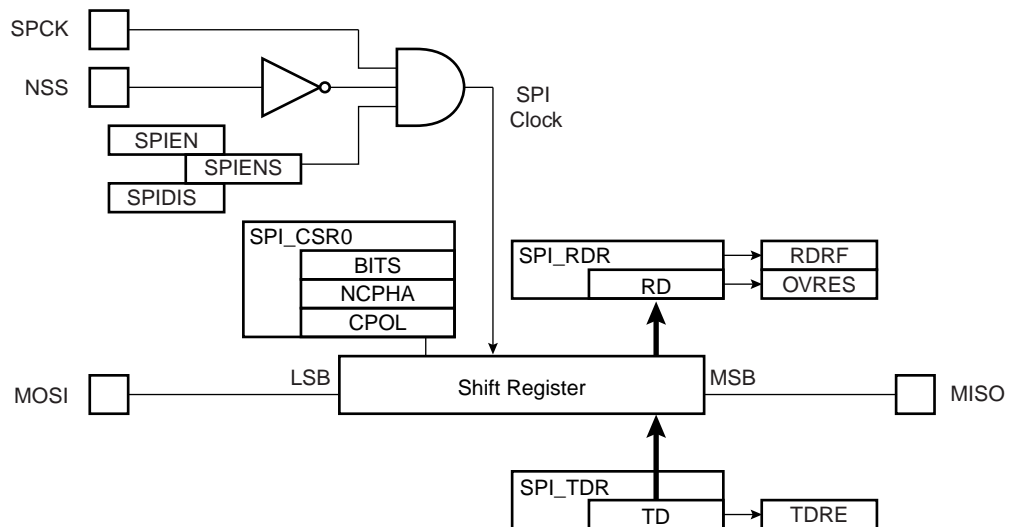 SPCK
NSS
SPI
Clock
SPIEN
SPIENS
SPIDIS
SPI_CSR0
BITS
NCPHA
CPOL
SPI_RDR
RD
RDRF
OVRES
MOSI
LSB
Shift Register
MSB
MISO
SPI_TDR
TD
TDRE